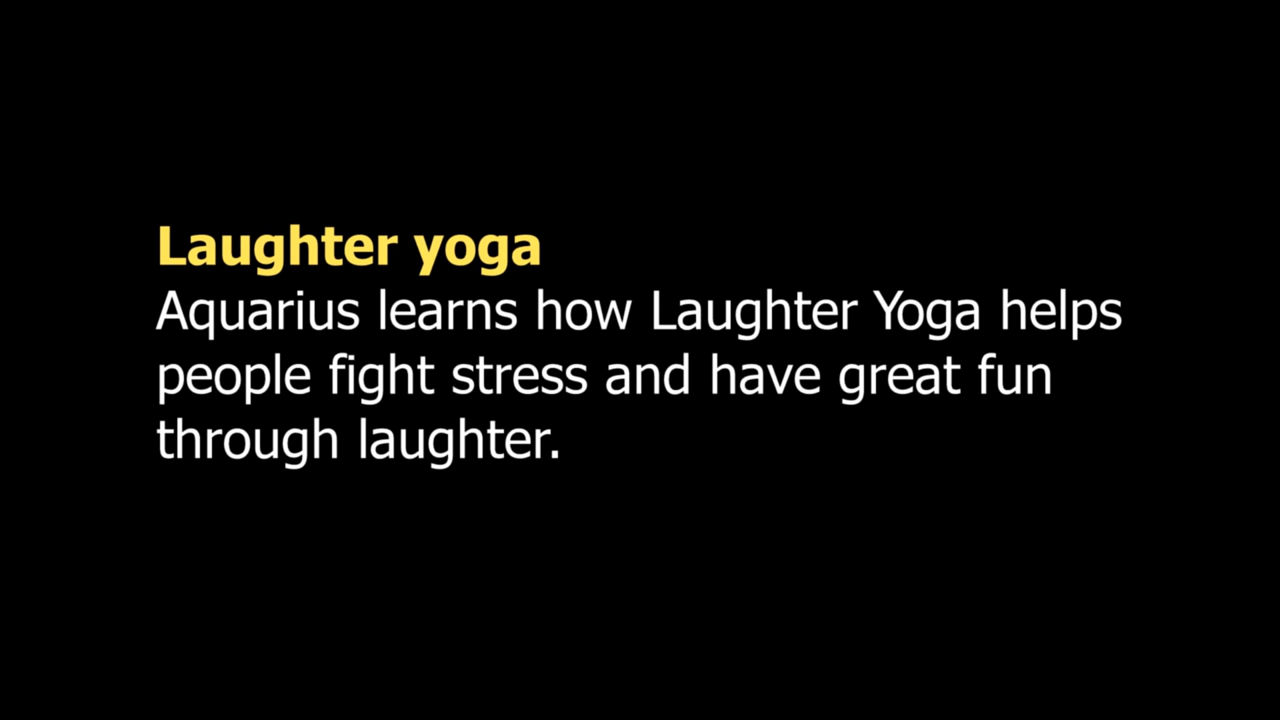 Laughter yoga
Aquarius learns how Laughter Yoga helps
people fight stress and have great fun
through laughter.